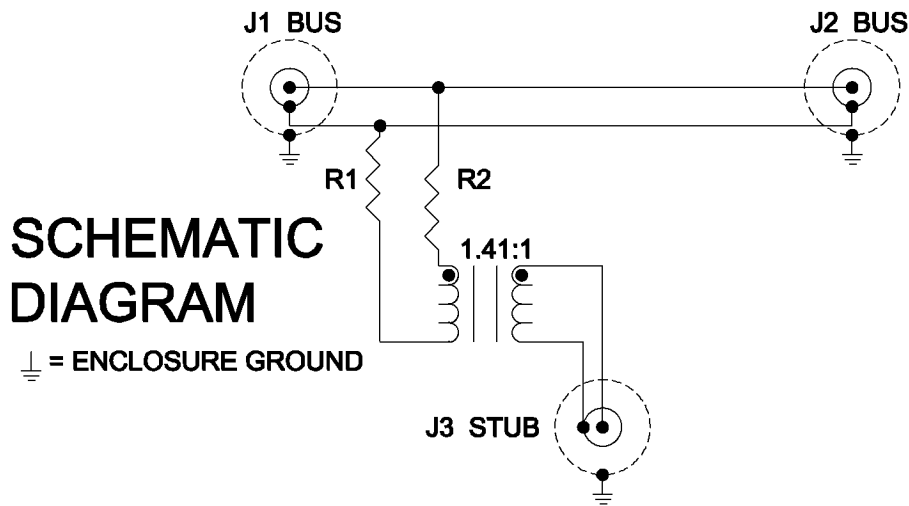 J1 BUS
J2 BUS
R1
R2
1.41:1
SCHEMATIC
DIAGRAM
= ENCLOSURE GROUND
J3 STUB